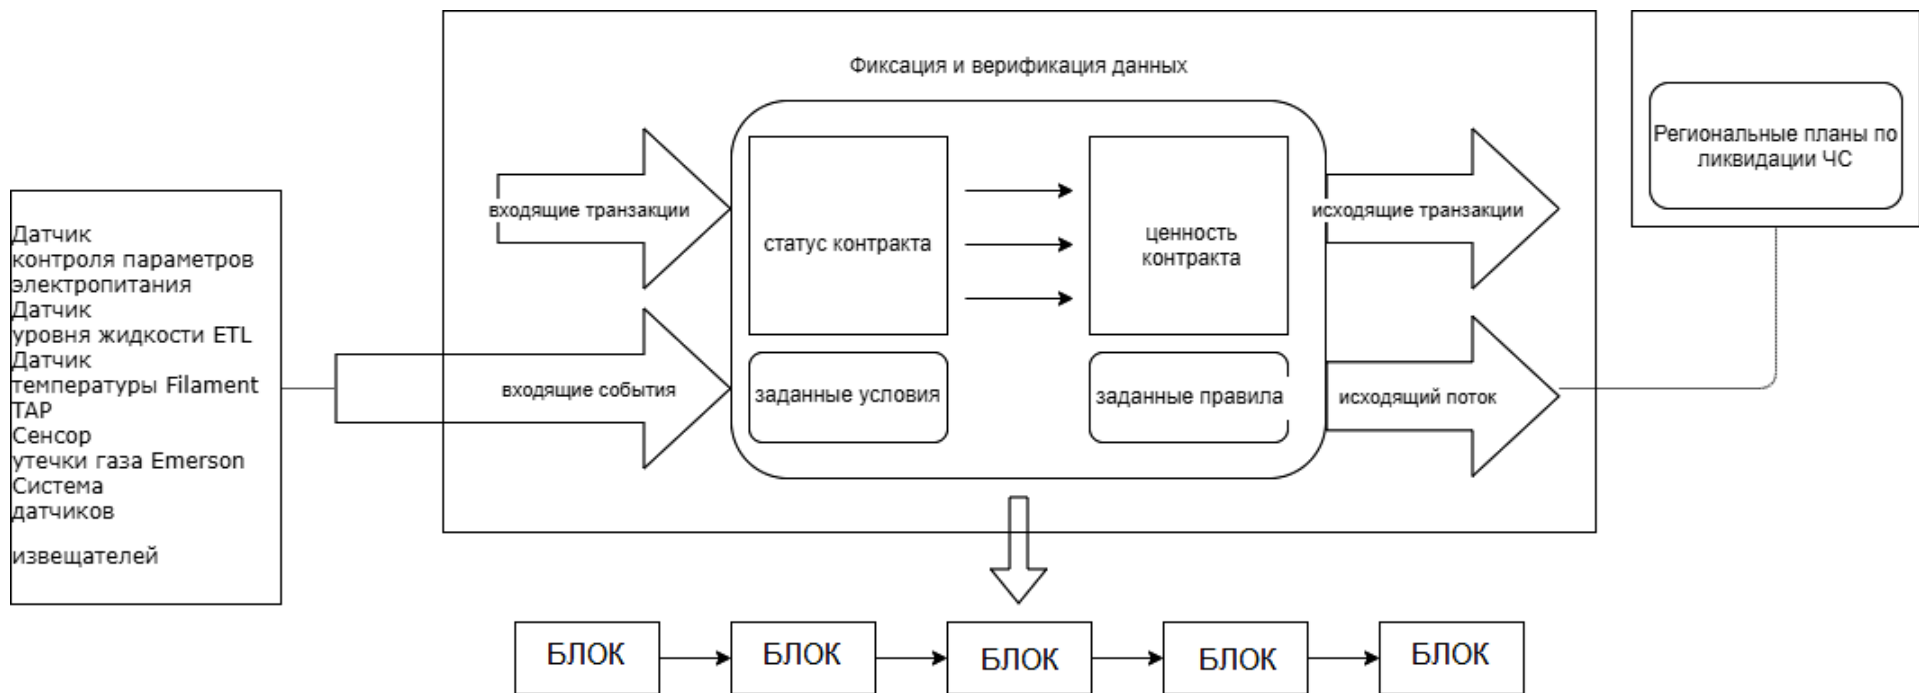 Фиксация и верификация данных
Региональные планы по
ликвидации ЧС
входящие транзакции
статус контракта
ценность
контракта
исходящие транзакции
Датчик
контроля параметров
электропитания
Датчик
уровня жидкости ETL
Датчик
температуры Filament
TAP
Сенсор
утечки газа Emerson
Система
датчиков
извещателей
входящие события
заданные условия
заданные правила
исходящий поток
БЛОК
БЛОК
БЛОК
БЛОК
БЛОК